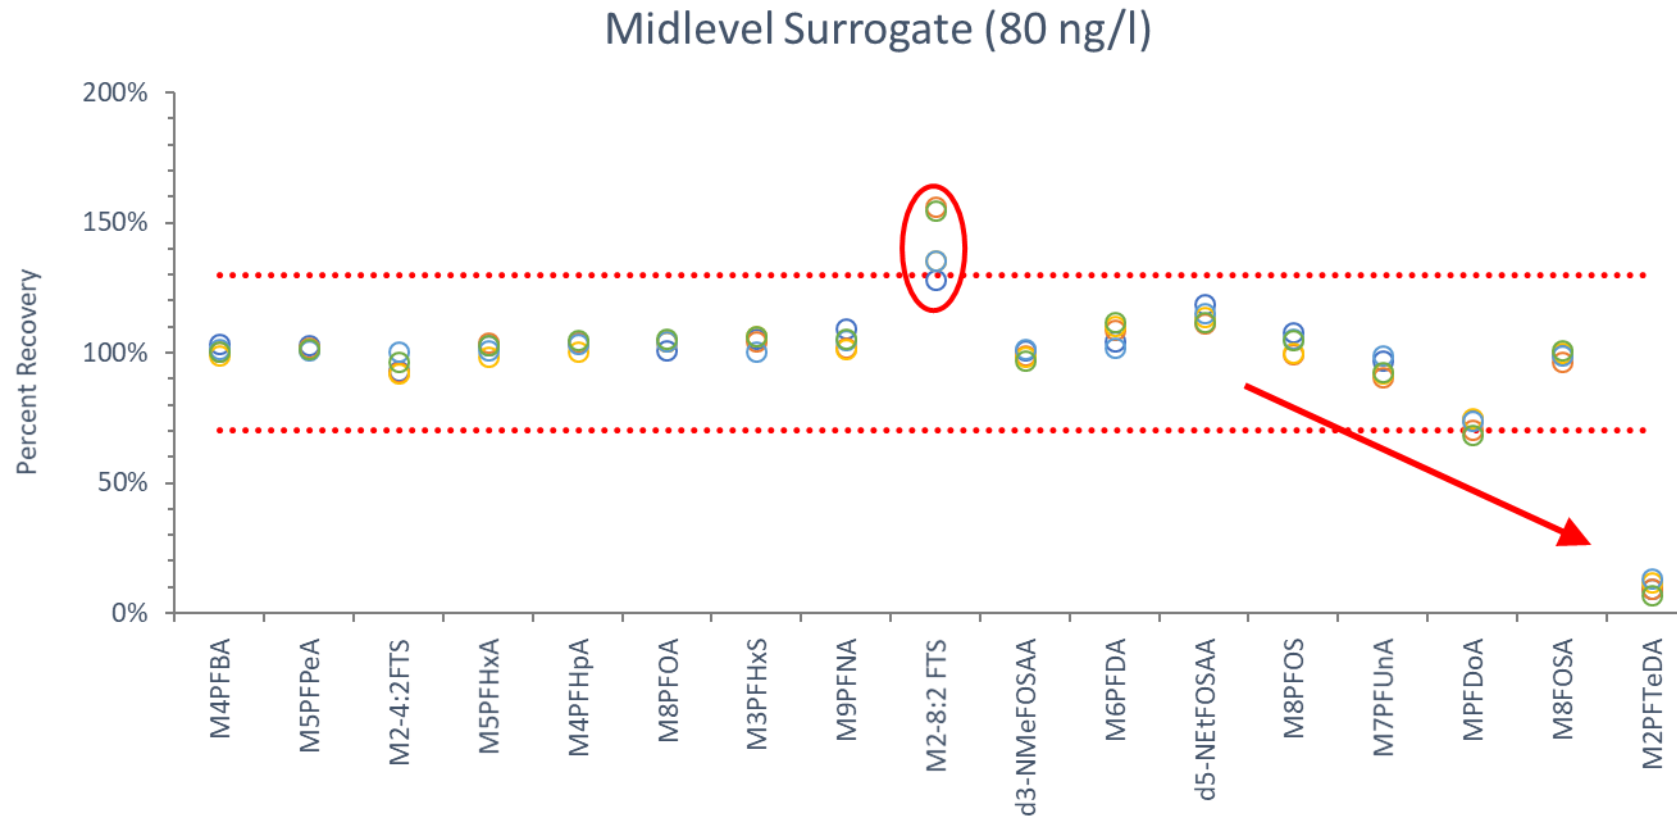 Midlevel Surrogate (80 ng/l)
200%
150%
100%
50%
0%
Percent Recovery
M4PFBA
M5PFPeA
M2-4:2FTS
M5PFHxA
M4PFHpA
M8PFOA
M3PFHxS
M9PFNA
M2-8:2 FTS
d3-NMeFOSAA
M6PFDA
d5-NEtFOSAA
M8PFOS
M7PFUnA
MPFDoA
M8FOSA
M2PFTeDA